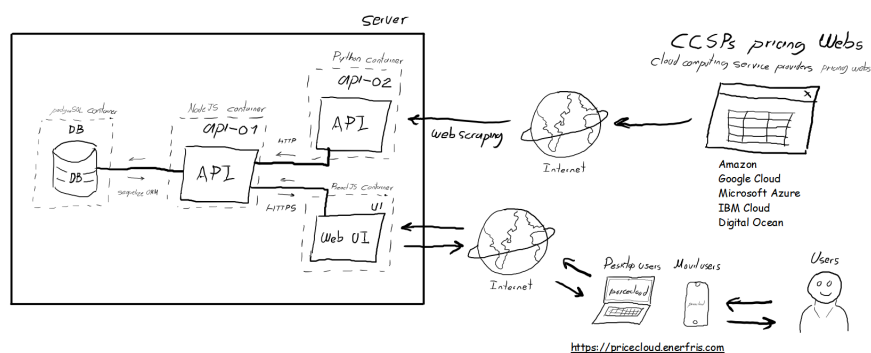 Server
CCSPs pricing Webs
cloud computing service providers pricing webs
Python container
api-02
API
postgreSQL container
DB
DB
NodeJS container
api-01
API
HTTP
sequelize ORM
HTTPS
ReactJS container
UI
Web UI
web scraping
Internet
Amazon
Google Cloud
Microsoft Azure
IBM Cloud
Digital Ocean
Internet
Desktop users
Movil users
Users
pricecloud
pricecloud
https://pricecloud.enerfris.com